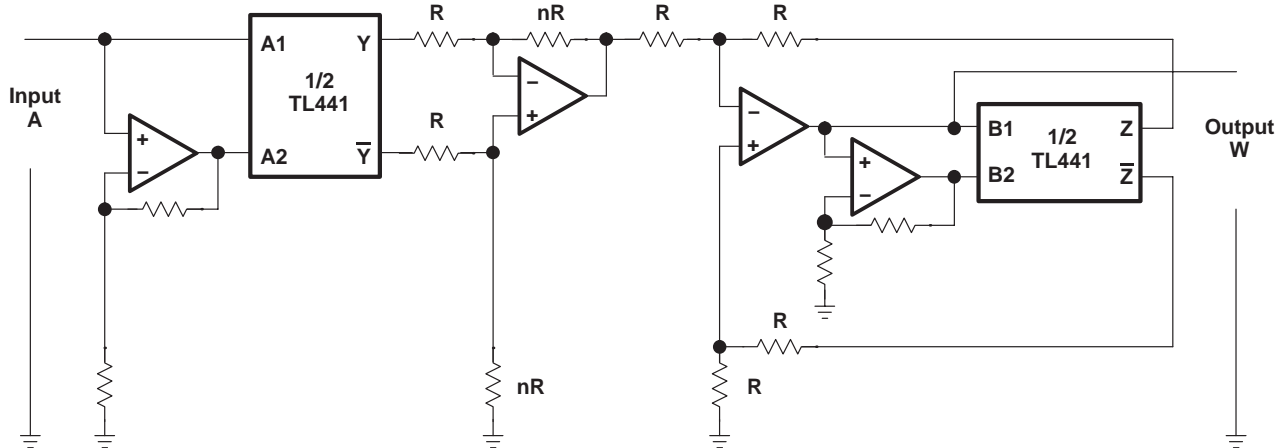 R
nR
R
R
A1
Y
1/2
TL441
Input
A
−
+
+
−
R
A2
Y̅
−
+
B1
1/2
TL441
Z
B2
Z̅
Output
W
+
−
R
nR
R